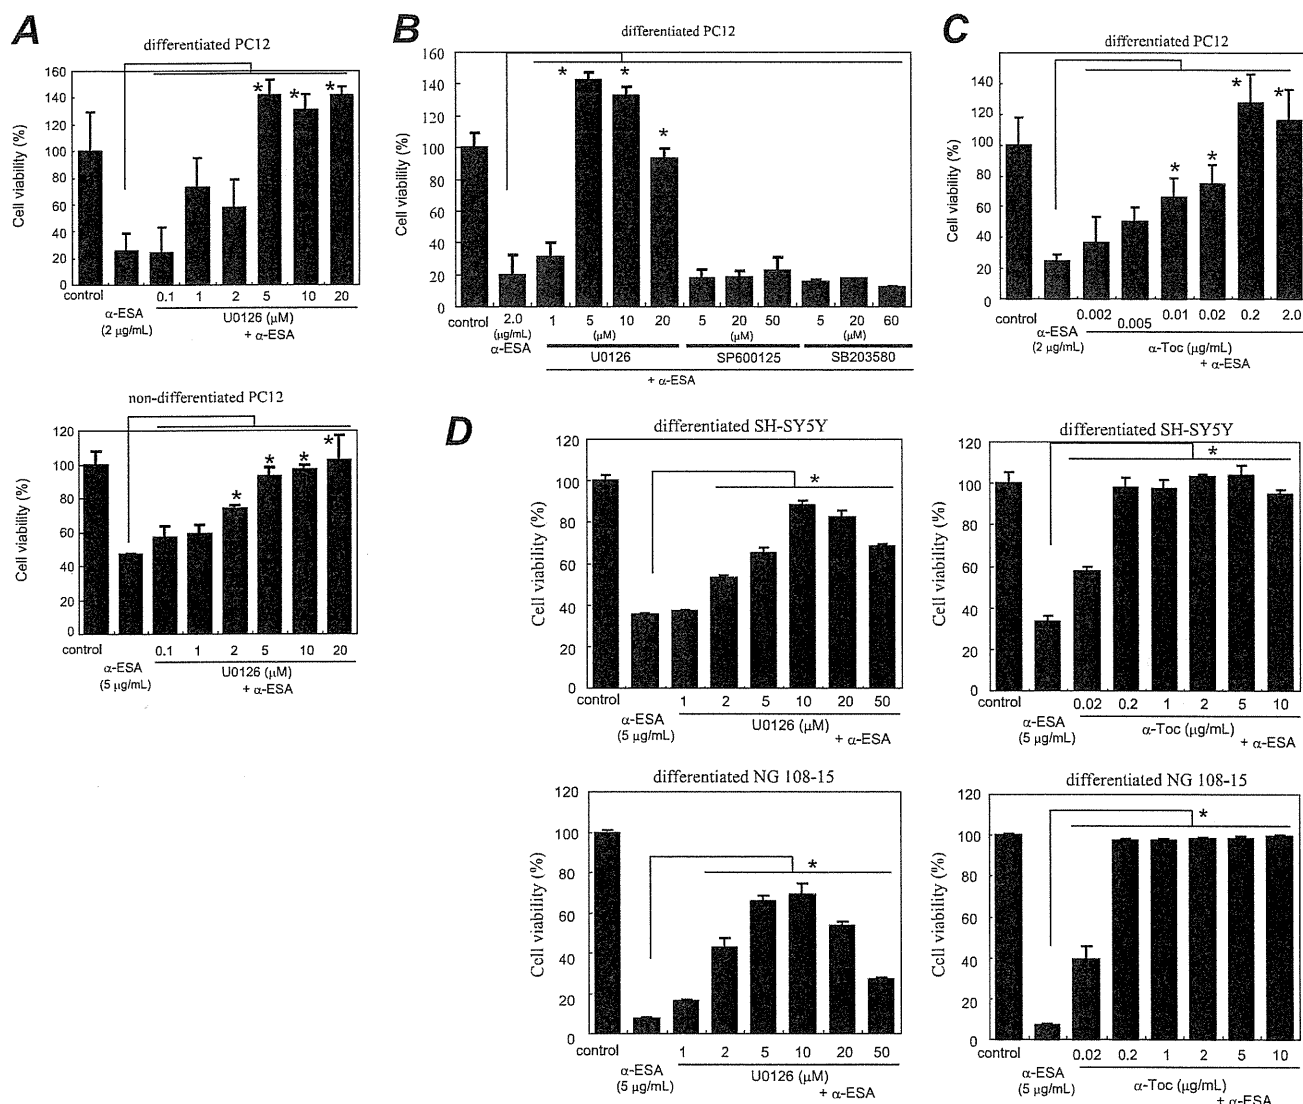 A
differentiated PC12
Cell viability (%)
160
140
120
100
80
60
40
20
0
control
α-ESA
(2 μg/mL)
0.1 1 2 5 10 20
U0126 (μM)
+ α-ESA
* * *
non-differentiated PC12
Cell viability (%)
120
100
80
60
40
20
0
control
α-ESA
(5 μg/mL)
0.1 1 2 5 10 20
U0126 (μM)
+ α-ESA
* * * *
B
differentiated PC12
Cell viability (%)
160
140
120
100
80
60
40
20
0
* * *
control 2.0 1 5 10 20 5 20 50 5 20 60
(μg/mL) (μM) (μM) (μM)
α-ESA U0126 SP600125 SB203580
+ α-ESA
C
differentiated PC12
Cell viability (%)
140
120
100
80
60
40
20
0
* * * *
control
α-ESA
(2 μg/mL)
0.002 0.005 0.01 0.02 0.2 2.0
α-Toc (μg/mL)
+ α-ESA
D
differentiated SH-SY5Y
Cell viability (%)
120
100
80
60
40
20
0
*
control
α-ESA
(5 μg/mL)
1 2 5 10 20 50
U0126 (μM)
+ α-ESA
differentiated SH-SY5Y
Cell viability (%)
120
100
80
60
40
20
0
*
control
α-ESA
(5 μg/mL)
0.02 0.2 1 2 5 10
α-Toc (μg/mL)
+ α-ESA
differentiated NG 108-15
Cell viability (%)
120
100
80
60
40
20
0
*
control
α-ESA
(5 μg/mL)
1 2 5 10 20 50
U0126 (μM)
+ α-ESA
differentiated NG 108-15
Cell viability (%)
120
100
80
60
40
20
0
*
control
α-ESA
(5 μg/mL)
0.02 0.2 1 2 5 10
α-Toc (μg/mL)
+ α-ESA